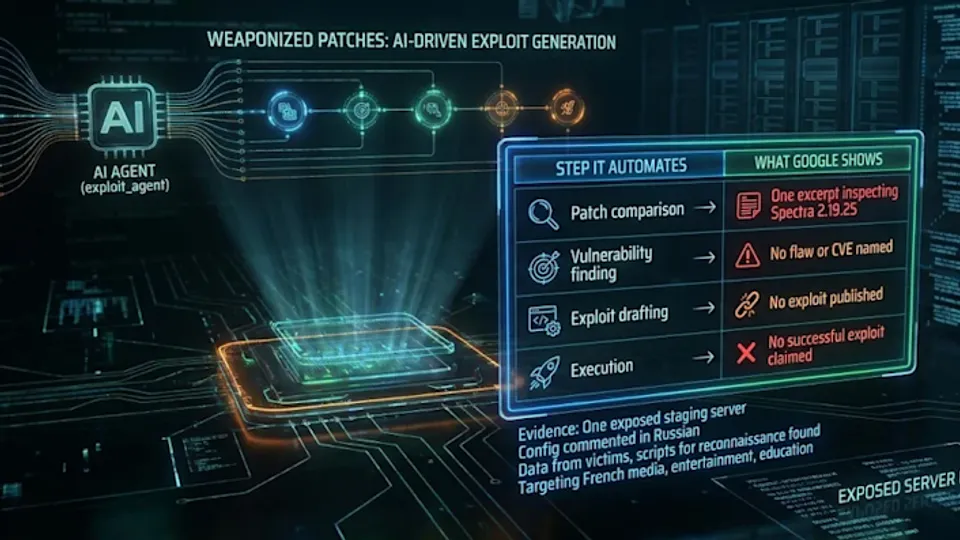 WEAPONIZED PATCHES: AI-DRIVEN EXPLOIT GENERATION
AI
AI AGENT
(exploit_agent)
STEP IT AUTOMATES
WHAT GOOGLE SHOWS
Patch comparison
One excerpt inspecting
Spectra 2.19.25
Vulnerability
finding
No flaw or CVE named
Exploit drafting
No exploit published
Execution
No successful exploit
claimed
Evidence: One exposed staging server
Config commented in Russian
Data from victims, scripts for reconnaissance found
Targeting French media, entertainment, education
EXPOSED SERVER